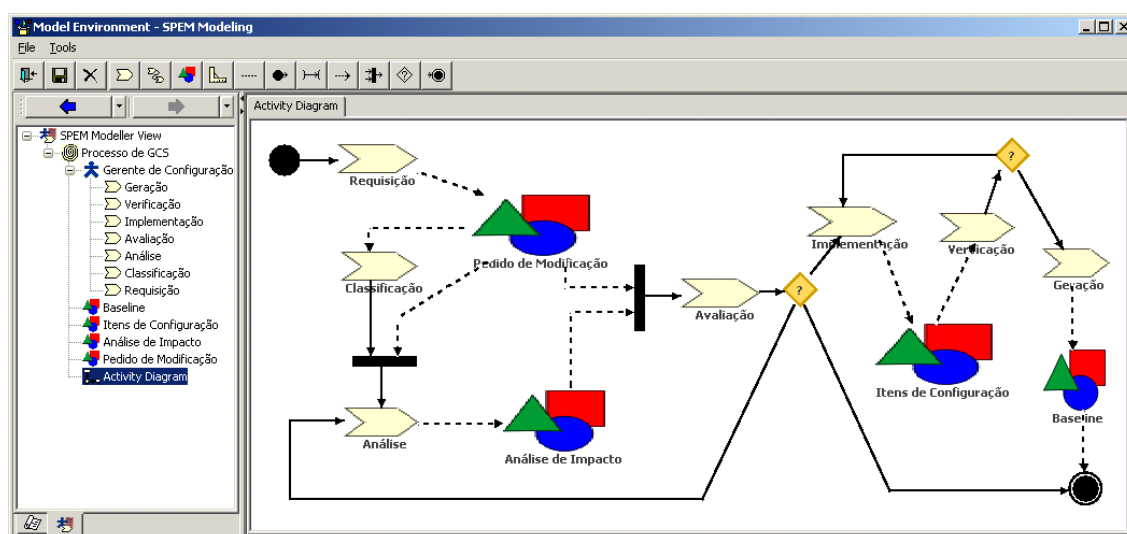 Model Environment - SPEM Modeling
File Tools
Activity Diagram
SPEM Modeller View
Processo de GCS
Gerente de Configuração
Geração
Verificação
Implementação
Avaliação
Análise
Classificação
Requisição
Baseline
Itens de Configuração
Análise de Impacto
Pedido de Modificação
Activity Diagram
Requisição
Pedido de Modificação
Classificação
Análise
Análise de Impacto
Avaliação
?
Implementação
Verificação
?
Geração
Itens de Configuração
Baseline
?